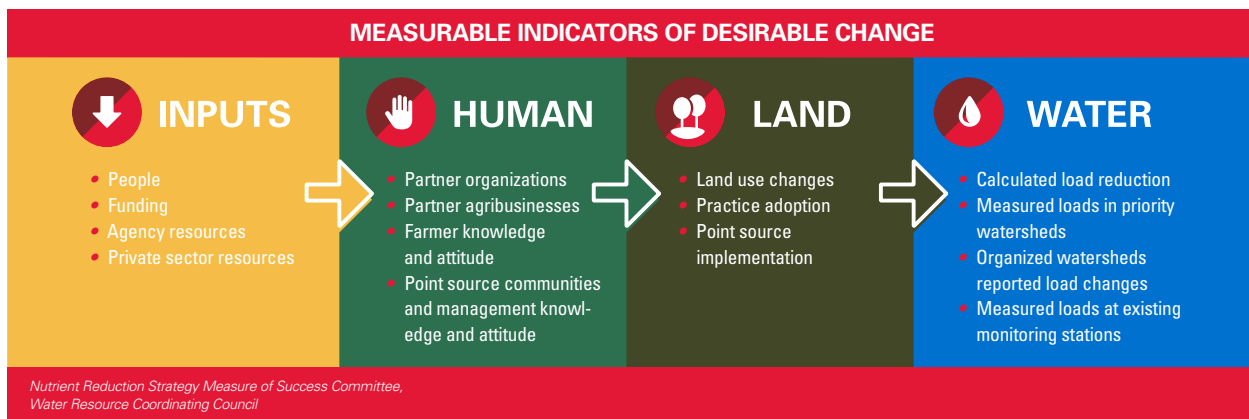 MEASURABLE INDICATORS OF DESIRABLE CHANGE
INPUTS
• People
• Funding
• Agency resources
• Private sector resources
HUMAN
• Partner organizations
• Partner agribusinesses
• Farmer knowledge
and attitude
• Point source communities
and management knowl-
edge and attitude
LAND
• Land use changes
• Practice adoption
• Point source
implementation
WATER
• Calculated load reduction
• Measured loads in priority
watersheds
• Organized watersheds
reported load changes
• Measured loads at existing
monitoring stations
Nutrient Reduction Strategy Measure of Success Committee,
Water Resource Coordinating Council